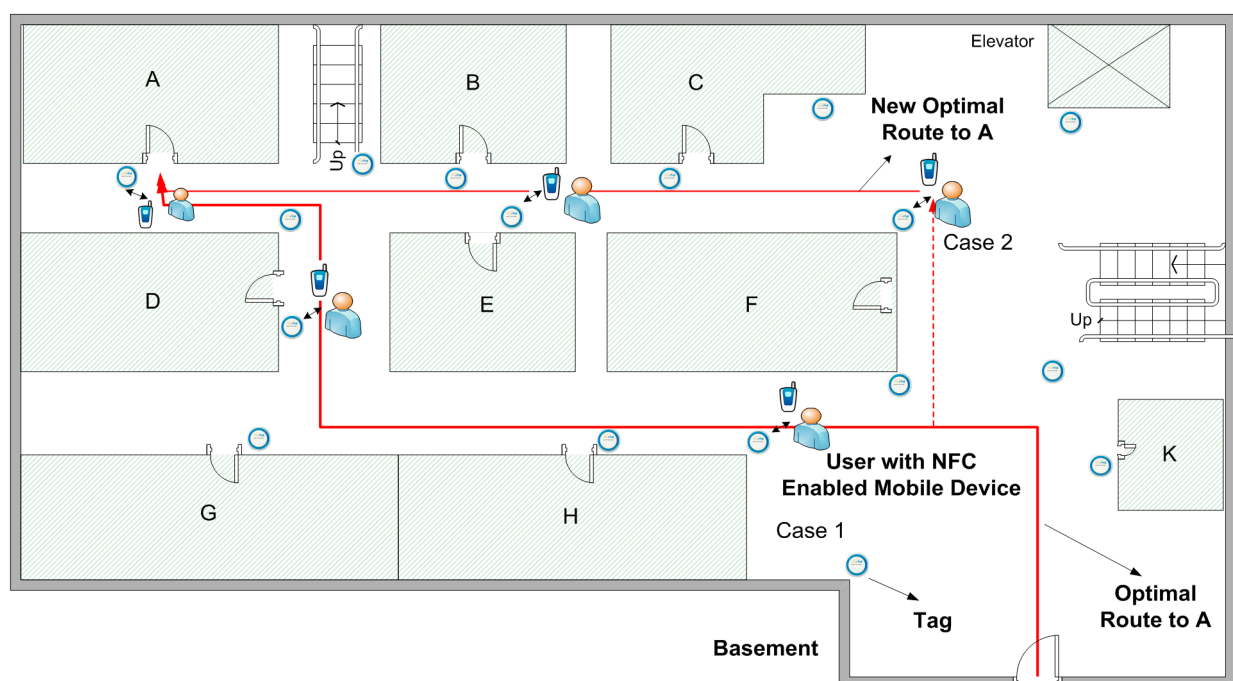 Elevator
A
B
C
New Optimal
Route to A
Up
Case 2
D
E
F
Up
User with NFC
Enabled Mobile Device
K
G
H
Case 1
Optimal
Route to A
Tag
Basement